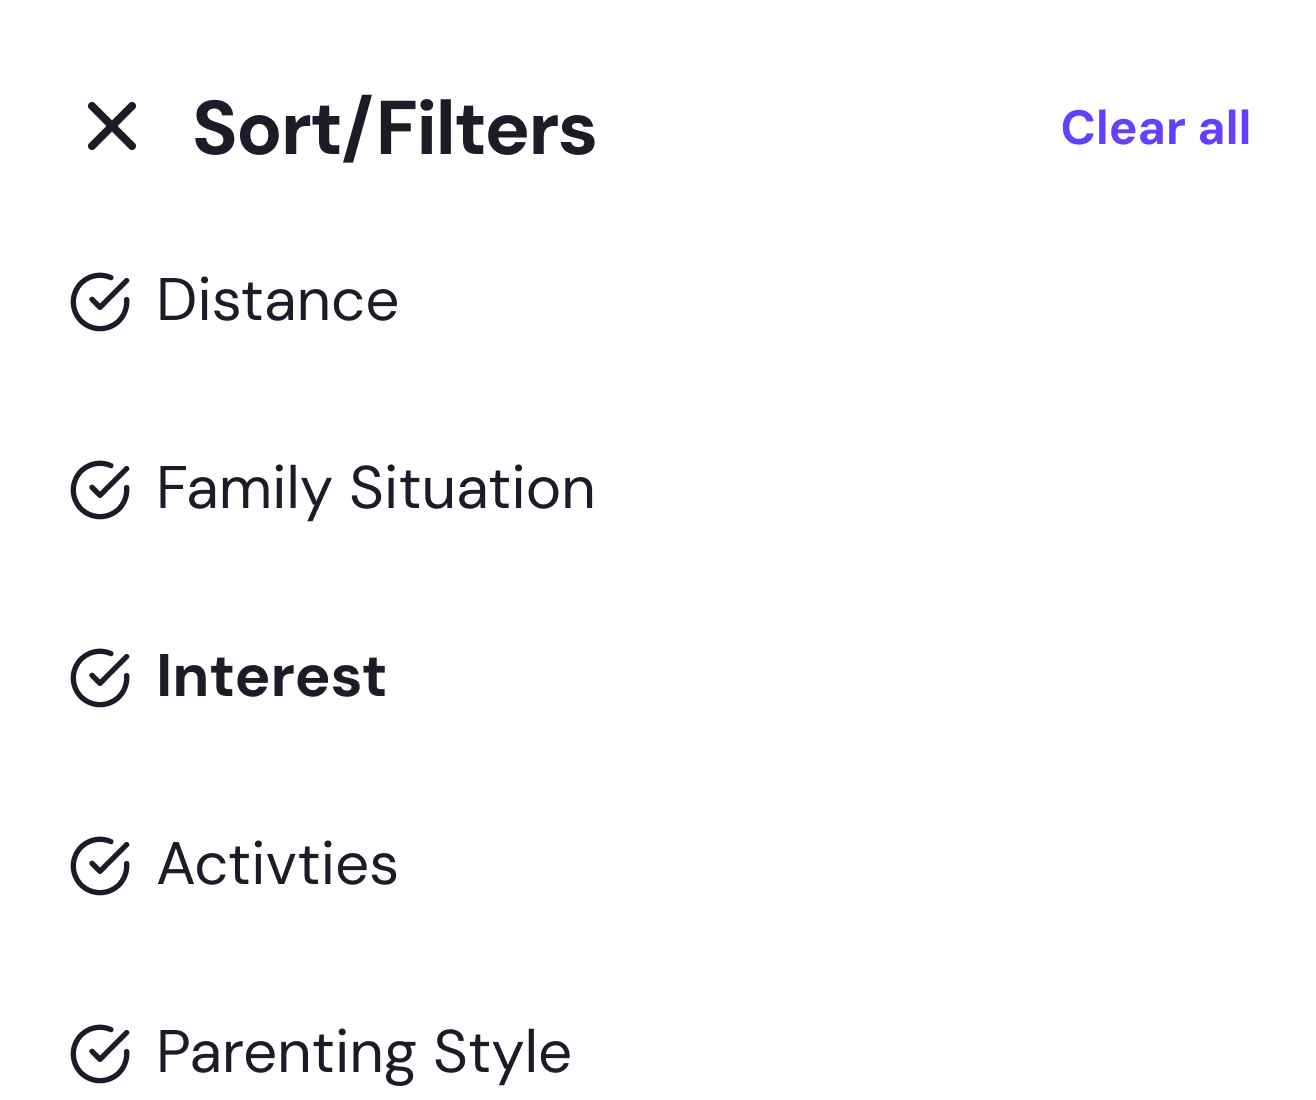 Sort/Filters
Clear all
Distance
Family Situation
Interest
Activties
Parenting Style